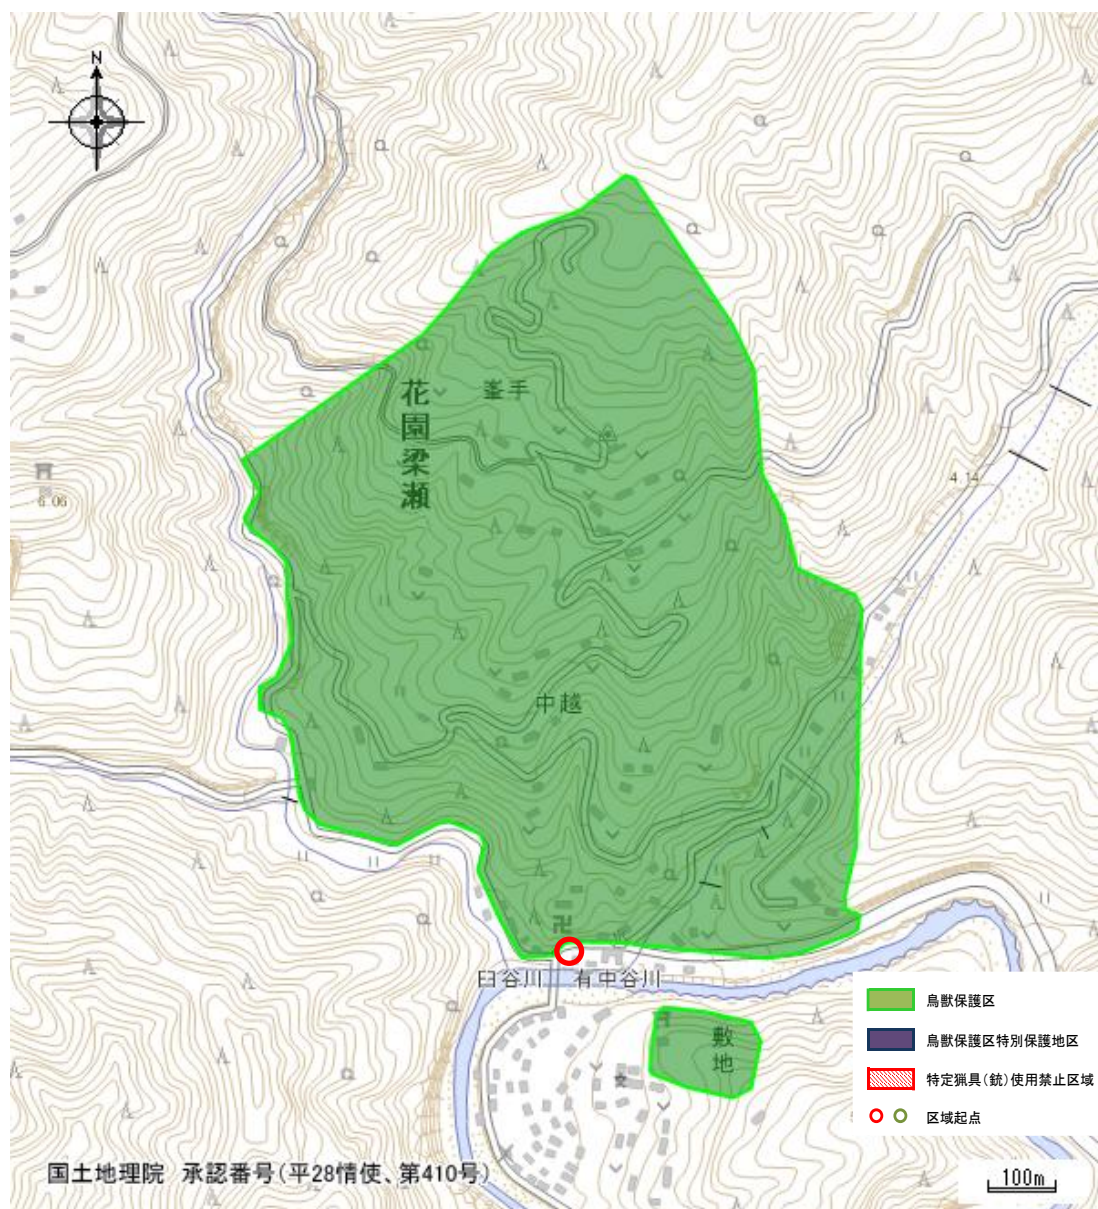 N
花園梁瀬
峯手
6.06
4.14
中越
臼谷川
有中谷川
敷地
鳥獣保護区
鳥獣保護区特別保護地区
特定猟具(銃)使用禁止区域
区域起点
国土地理院 承認番号(平28情使、第410号)
100m